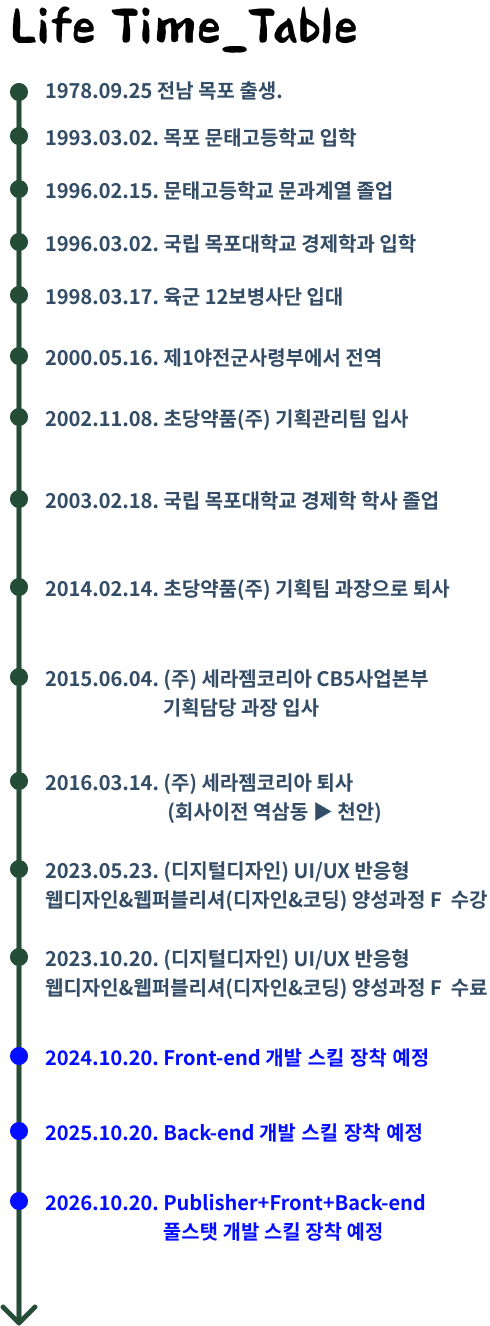 Life Time_Table
1978.09.25 전남 목포 출생.
1993.03.02. 목포 문태고등학교 입학
1996.02.15. 문태고등학교 문과계열 졸업
1996.03.02. 국립 목포대학교 경제학과 입학
1998.03.17. 육군 12보병사단 입대
2000.05.16. 제1야전군사령부에서 전역
2002.11.08. 초당약품(주) 기획관리팀 입사
2003.02.18. 국립 목포대학교 경제학 학사 졸업
2014.02.14. 초당약품(주) 기획팀 과장으로 퇴사
2015.06.04. (주) 세라젬코리아 CB5사업본부
기획담당 과장 입사
2016.03.14. (주) 세라젬코리아 퇴사
(회사이전 역삼동 ▶ 천안)
2023.05.23. (디지털디자인) UI/UX 반응형
웹디자인&웹퍼블리셔(디자인&코딩) 양성과정 F 수강
2023.10.20. (디지털디자인) UI/UX 반응형
웹디자인&웹퍼블리셔(디자인&코딩) 양성과정 F 수료
2024.10.20. Front-end 개발 스킬 장착 예정
2025.10.20. Back-end 개발 스킬 장착 예정
2026.10.20. Publisher+Front+Back-end
풀스탯 개발 스킬 장착 예정